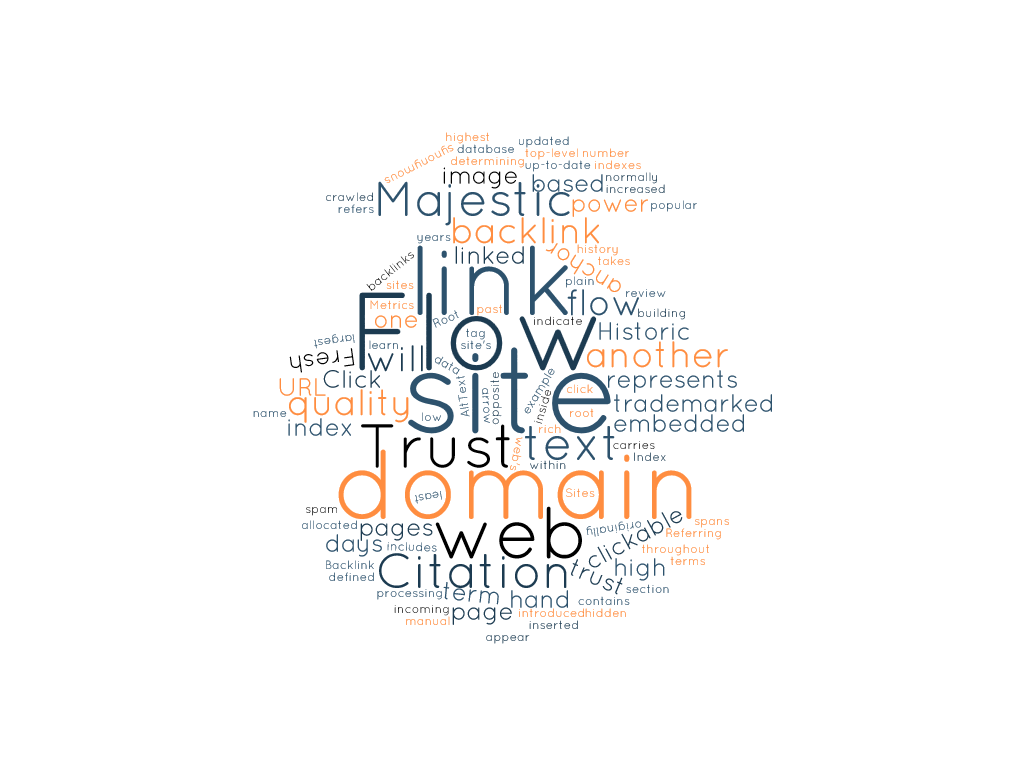 highest
updated
synonymous
database
top-level number
determining
up-to-date
indexes
image
based
normally
increased
crawled
refers
Majestic
power
popular
years
backlink
history
takes
anchor
backlinks
linked
sites
link
plain
flow
review
building
Metrics
one
Root
past
indicate
Historic
largest
Fresh
learn
will
Flow
tag
site's
another
URL
Click
data
AltText
arrow
opposite
example
inside
click
represents
quality
name
index
low
site
root
trademarked
embedded
rich
Trust
web's
text
carries
Index
within
domain
least
Sites
spam
allocated
pages
web
originally
clickable
spans
Referring
days
includes
throughout
terms
Backlink
defined
Citation
trust
high
section
processing
term
hand
contains
incoming
page
introduced
hidden
manual
inserted
appear